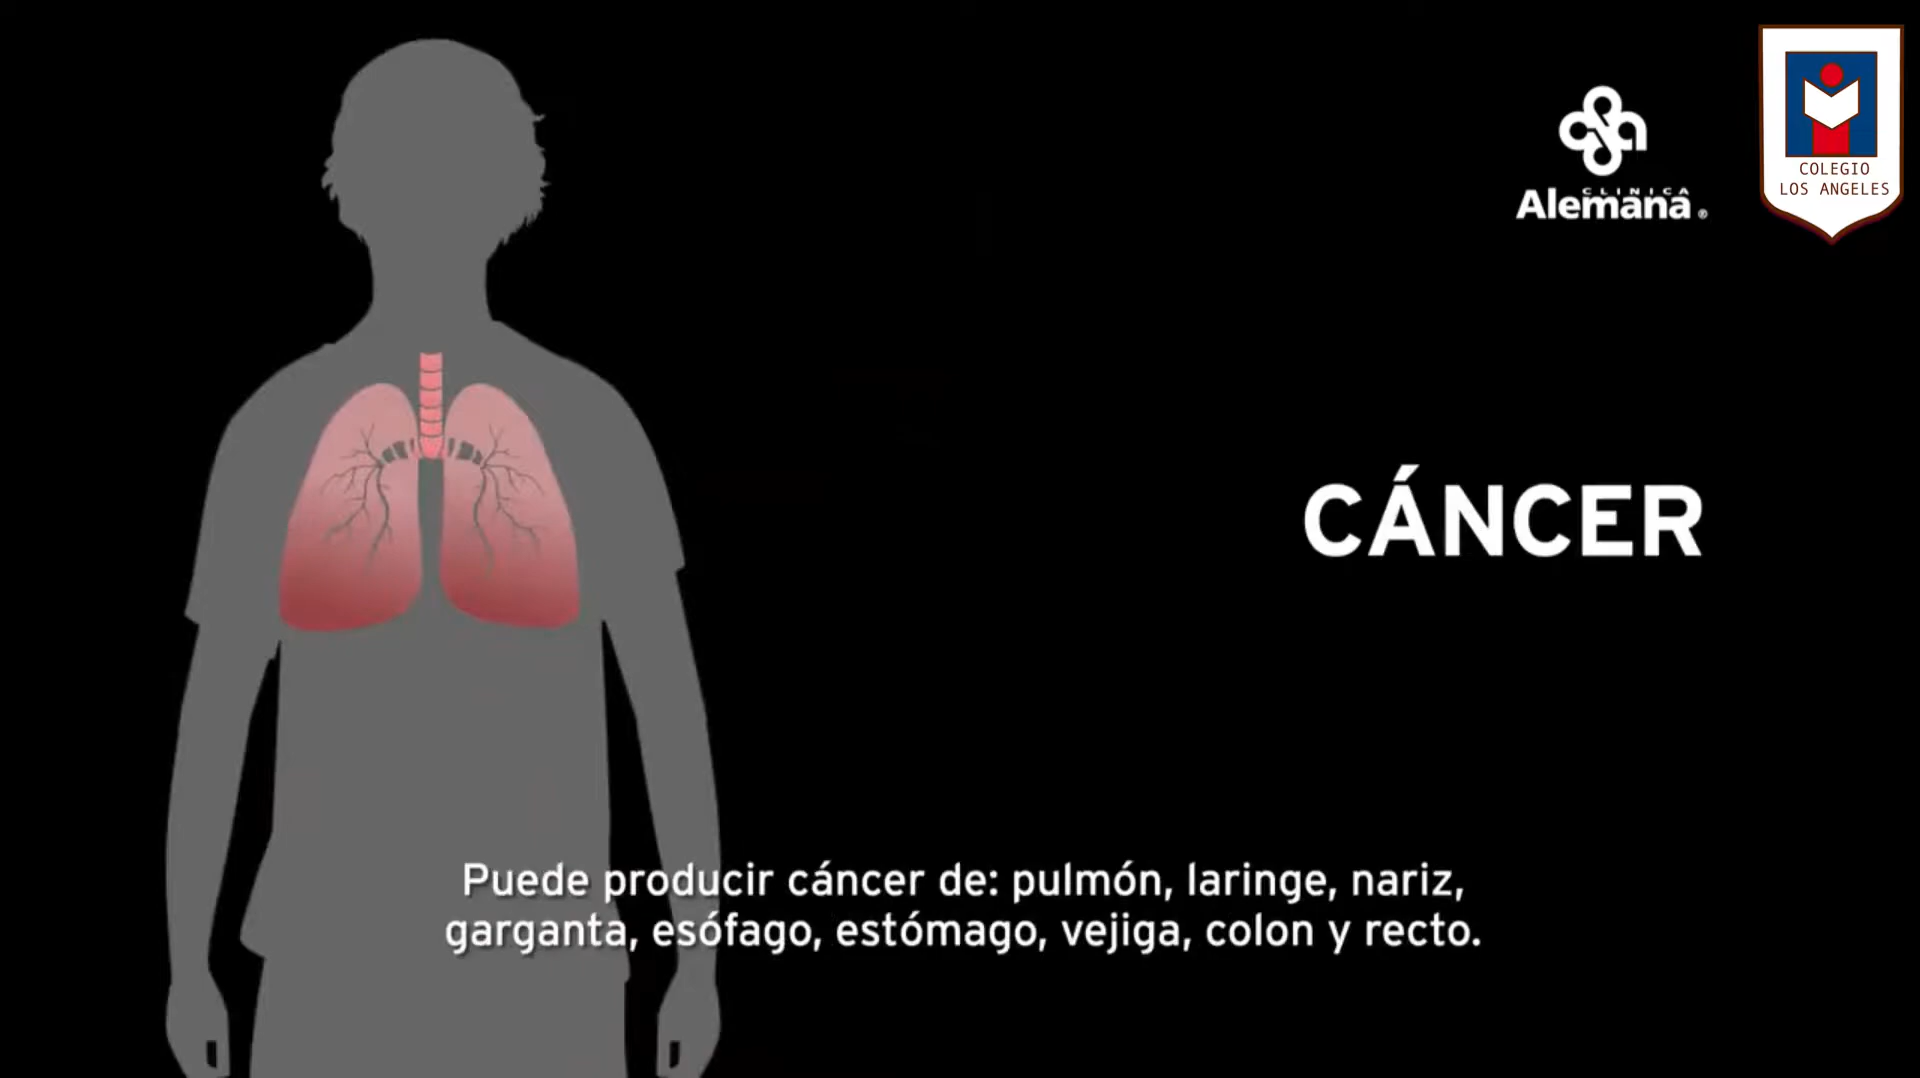 CLINICA
Alemana ®
COLEGIO
LOS ANGELES
CÁNCER
Puede producir cáncer de: pulmón, laringe, nariz,
garganta, esófago, estómago, vejiga, colon y recto.